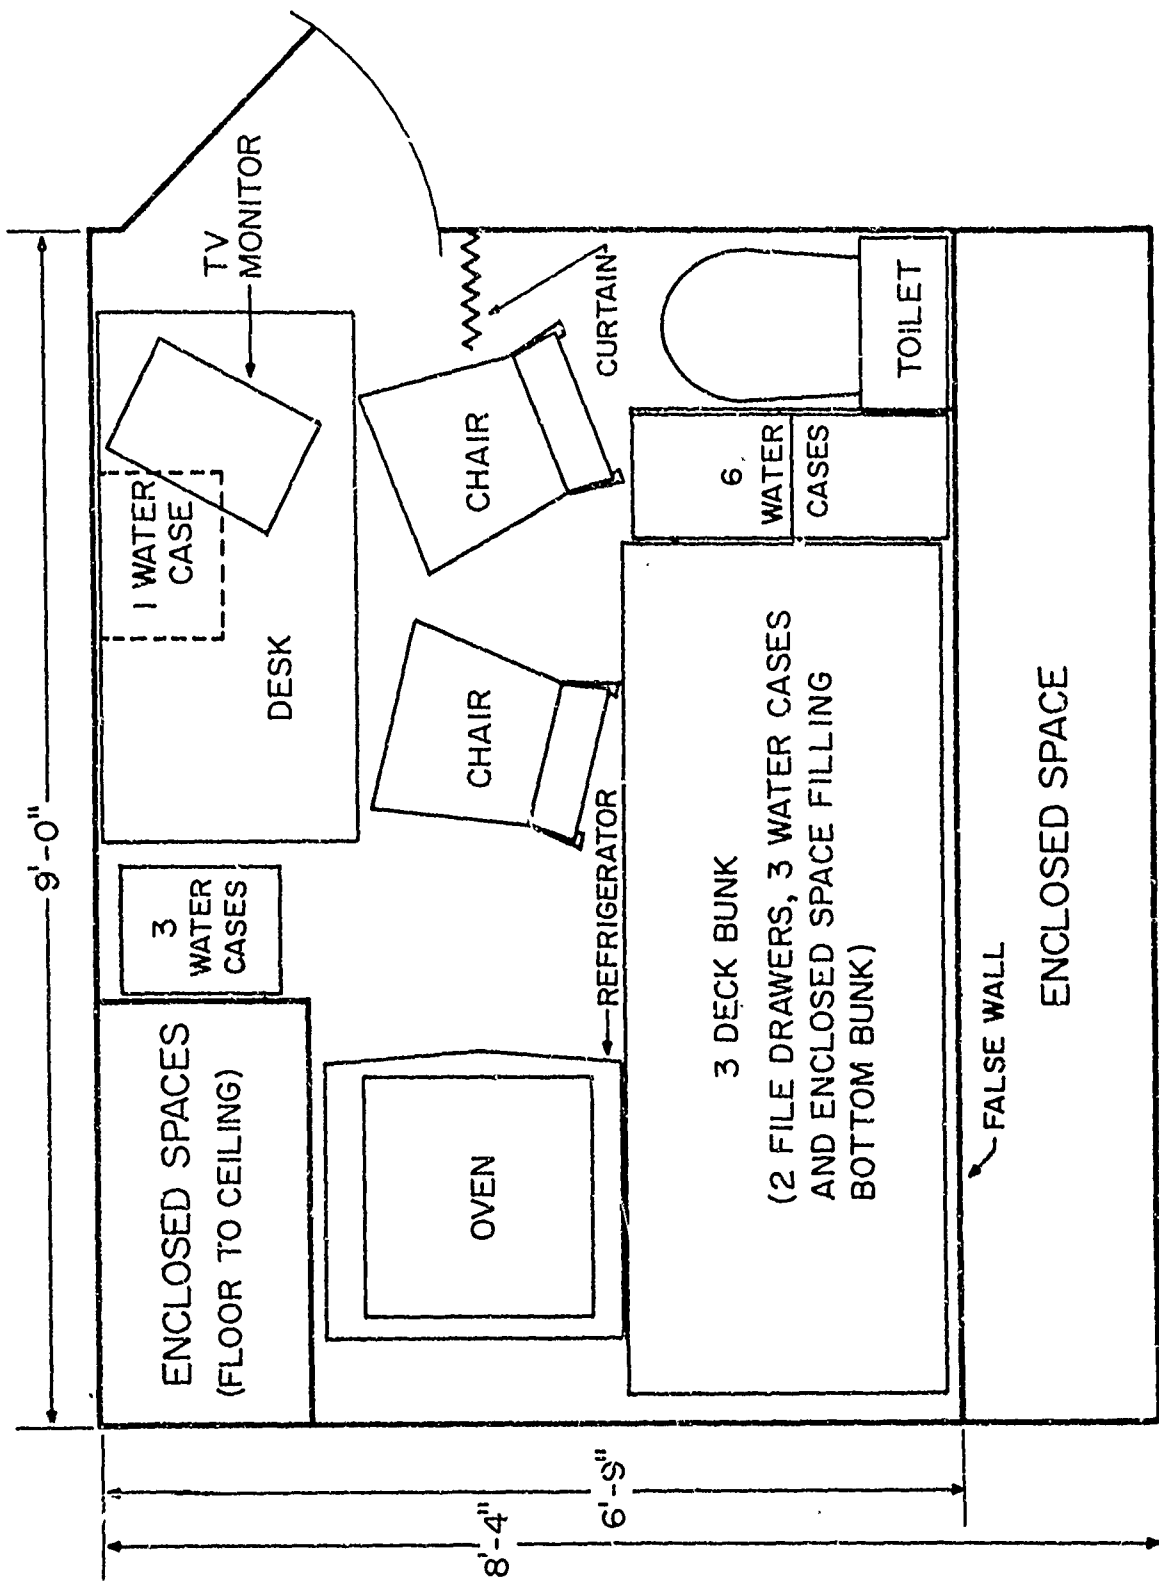 9'-0"
ENCLOSED SPACES
(FLOOR TO CEILING)
3
WATER
CASES
1 WATER
CASE
TV
MONITOR
DESK
OVEN
CHAIR
CHAIR
REFRIGERATOR
CURTAIN
8'-4"
6'-9"
3 DECK BUNK
(2 FILE DRAWERS, 3 WATER CASES
AND ENCLOSED SPACE FILLING
BOTTOM BUNK)
6
WATER
CASES
TOILET
FALSE WALL
ENCLOSED SPACE